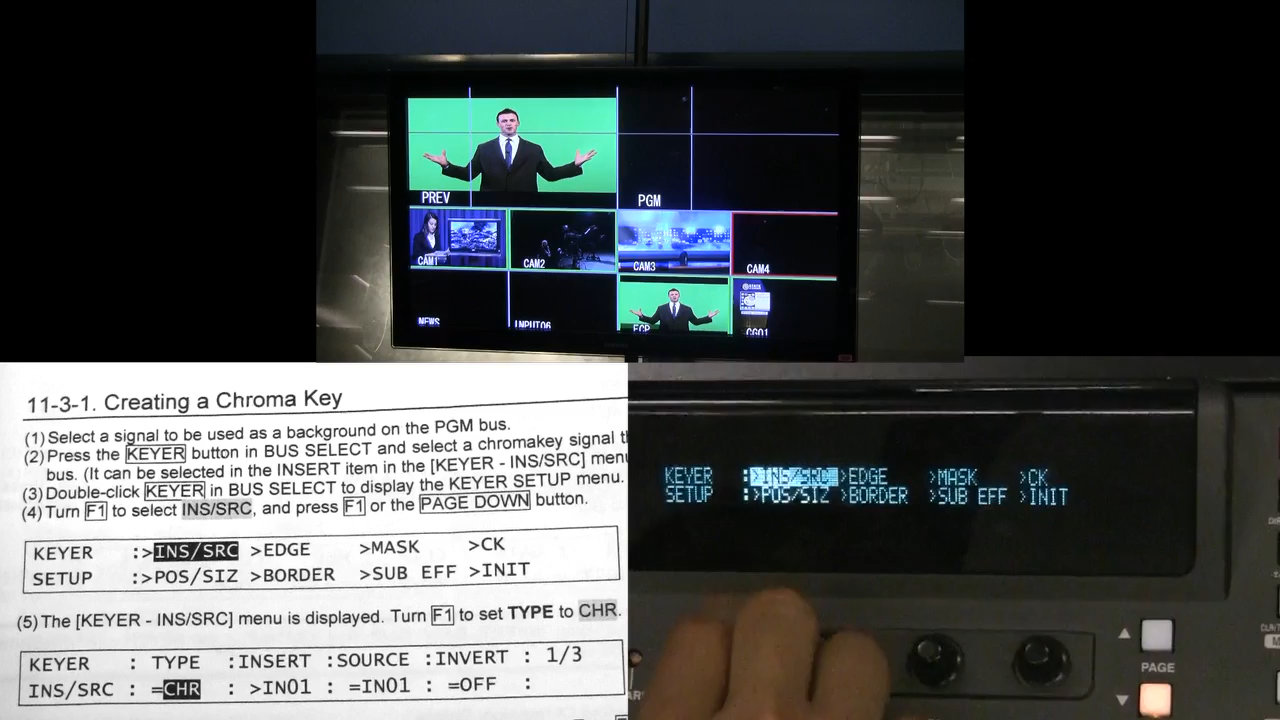 PREV
PGM
CAM1
CAM2
CAM3
CAM4
NEWS
INPUT06
FCP
CG01
11-3-1. Creating a Chroma Key
(1) Select a signal to be used as a background on the PGM bus.
(2) Press the KEYER button in BUS SELECT and select a chromakey signal
bus. (It can be selected in the INSERT item in the [KEYER - INS/SRC] menu
(3) Double-click KEYER in BUS SELECT to display the KEYER SETUP menu.
(4) Turn F1 to select INS/SRC, and press F1 or the PAGE DOWN button.
KEYER :>INS/SRC >EDGE >MASK >CK
SETUP :>POS/SIZ >BORDER >SUB EFF >INIT
(5) The [KEYER - INS/SRC] menu is displayed. Turn F1 to set TYPE to CHR.
KEYER : TYPE :INSERT :SOURCE :INVERT : 1/3
INS/SRC : =CHR : >IN01 : =IN01 : =OFF :
KEYER :>INS/SRC >EDGE >MASK >CK
SETUP :>POS/SIZ >BORDER >SUB EFF >INIT
PAGE